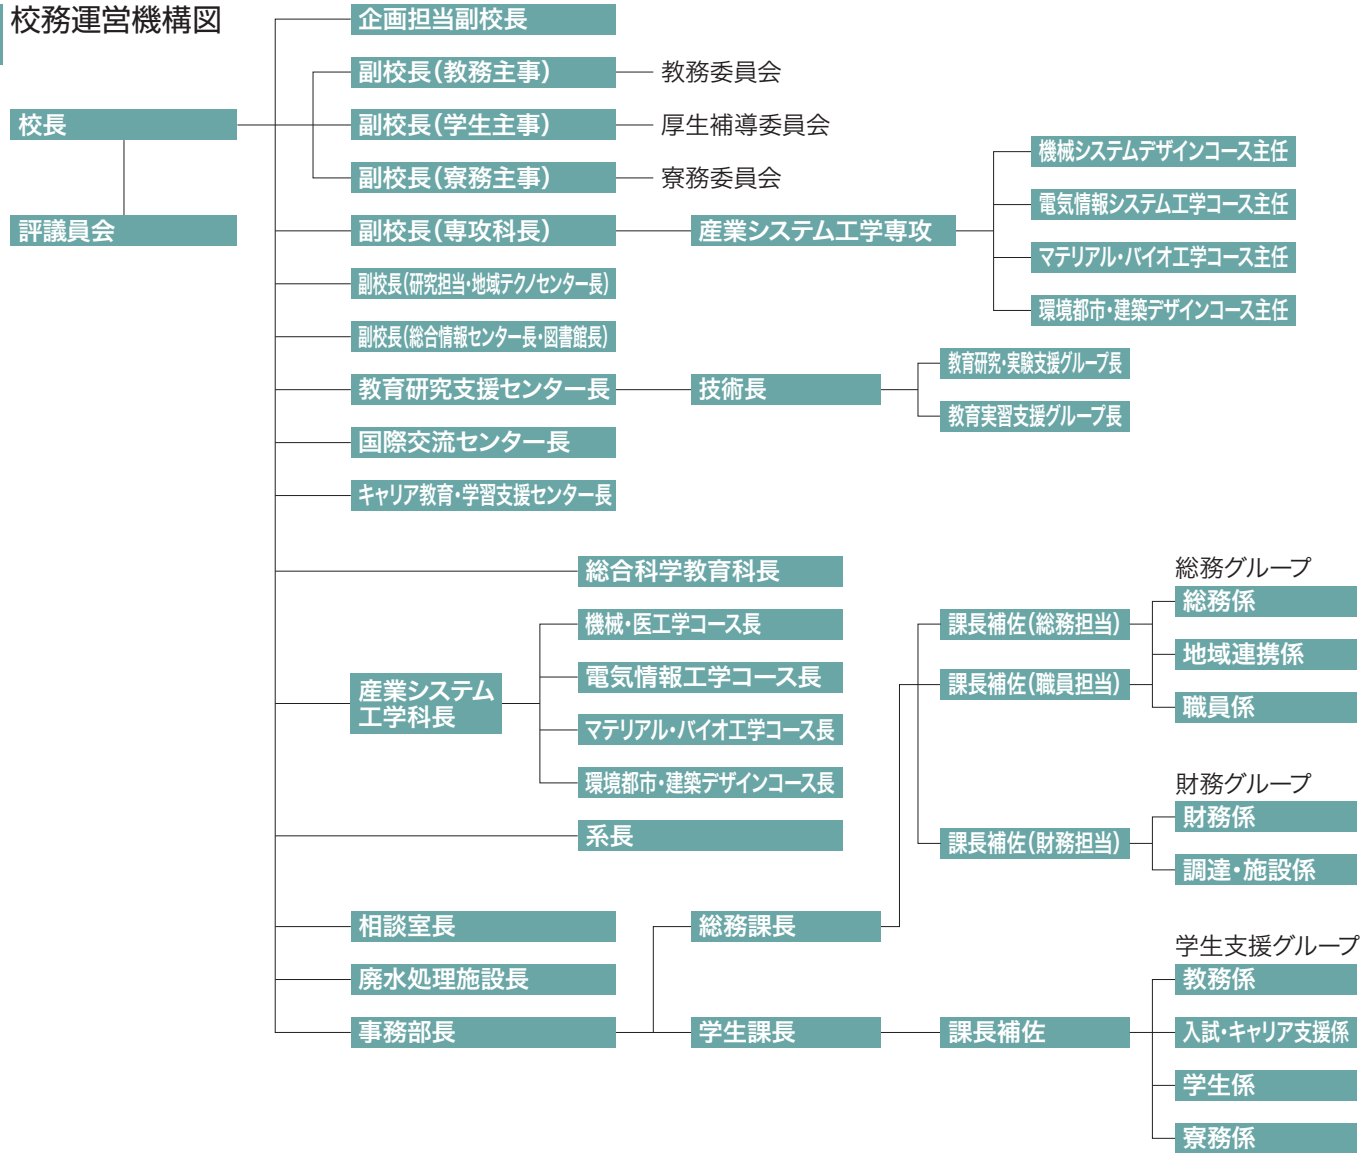 校務運営機構図
校長
評議員会
企画担当副校長
副校長(教務主事)
教務委員会
副校長(学生主事)
厚生補導委員会
副校長(寮務主事)
寮務委員会
副校長(専攻科長)
産業システム工学専攻
機械システムデザインコース主任
電気情報システム工学コース主任
マテリアル・バイオ工学コース主任
環境都市・建築デザインコース主任
副校長(研究担当・地域テクノセンター長)
副校長(総合情報センター長・図書館長)
教育研究支援センター長
技術長
教育研究・実験支援グループ長
教育実習支援グループ長
国際交流センター長
キャリア教育・学習支援センター長
総合科学教育科長
産業システム
工学科長
機械・医工学コース長
電気情報工学コース長
マテリアル・バイオ工学コース長
環境都市・建築デザインコース長
系長
相談室長
廃水処理施設長
事務部長
総務課長
課長補佐(総務担当)
課長補佐(職員担当)
総務グループ
総務係
地域連携係
職員係
課長補佐(財務担当)
財務グループ
財務係
調達・施設係
学生課長
課長補佐
学生支援グループ
教務係
入試・キャリア支援係
学生係
寮務係